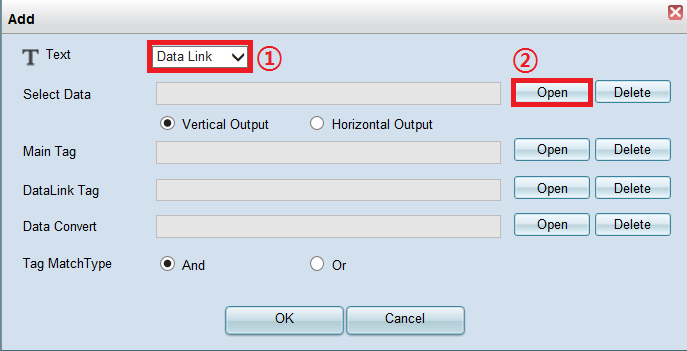 Add
T Text Data Link ①
②
Select Data Open Delete
Vertical Output Horizontal Output
Main Tag Open Delete
DataLink Tag Open Delete
Data Convert Open Delete
Tag MatchType And Or
OK Cancel